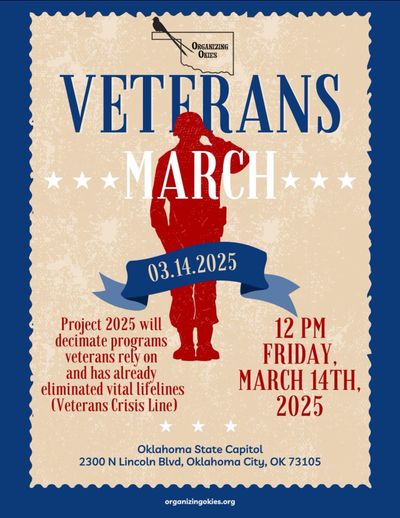 Organizing
Okies
VETERANS
MARCH
03.14.2025
Project 2025 will
decimate programs
veterans rely on
and has already
eliminated vital lifelines
(Veterans Crisis Line)
12 PM
FRIDAY,
MARCH 14TH,
2025
Oklahoma State Capitol
2300 N Lincoln Blvd, Oklahoma City, OK 73105
organizingokies.org